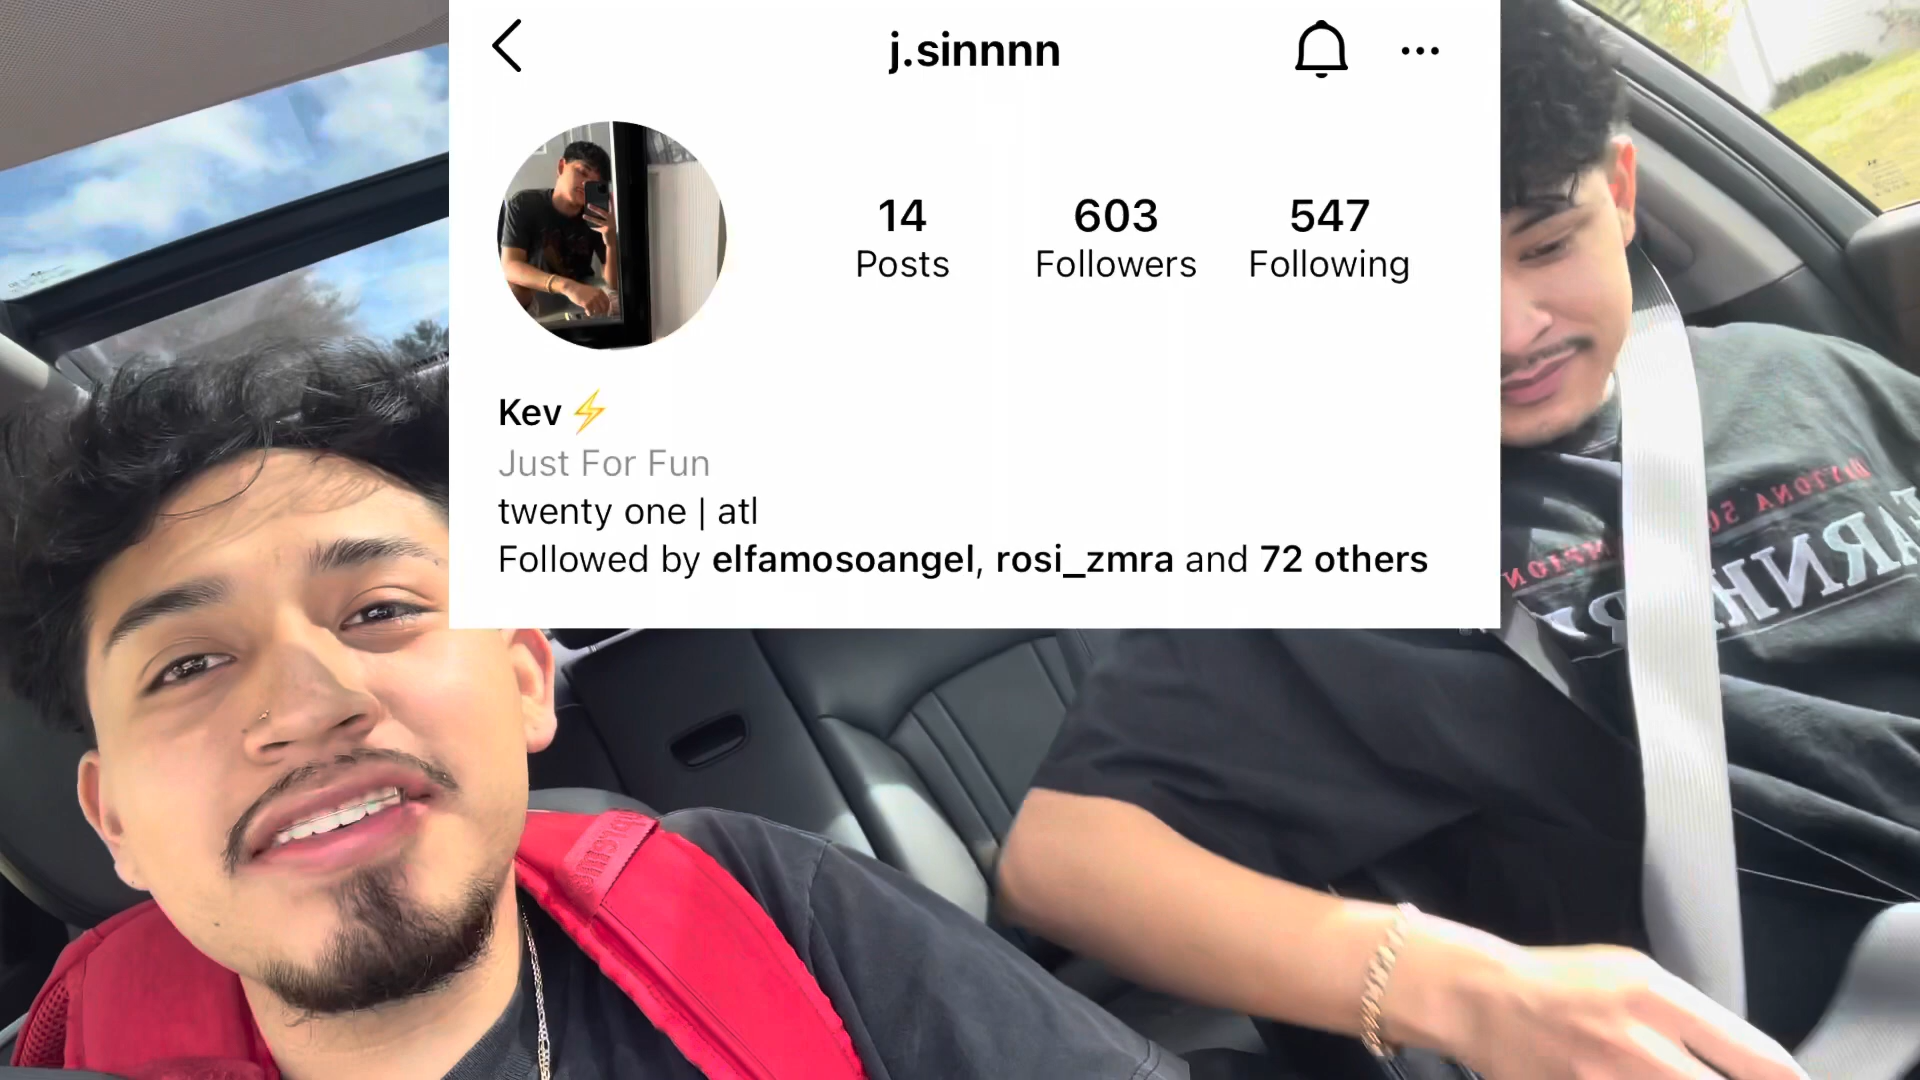 j.sinnnn
14 603 547
Posts Followers Following
Kev⚡
Just For Fun
twenty one | atl
Followed by elfamosoangel, rosi_zmra and 72 others